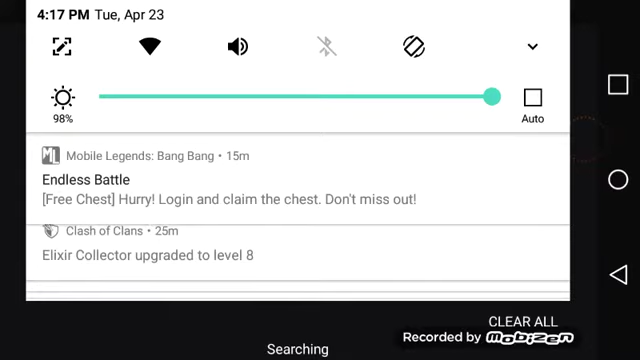 4:17 PM Tue, Apr 23
98%
Auto
ML Mobile Legends: Bang Bang • 15m
Endless Battle
[Free Chest] Hurry! Login and claim the chest. Don't miss out!
Clash of Clans • 25m
Elixir Collector upgraded to level 8
CLEAR ALL
Recorded by Mobizen
Searching